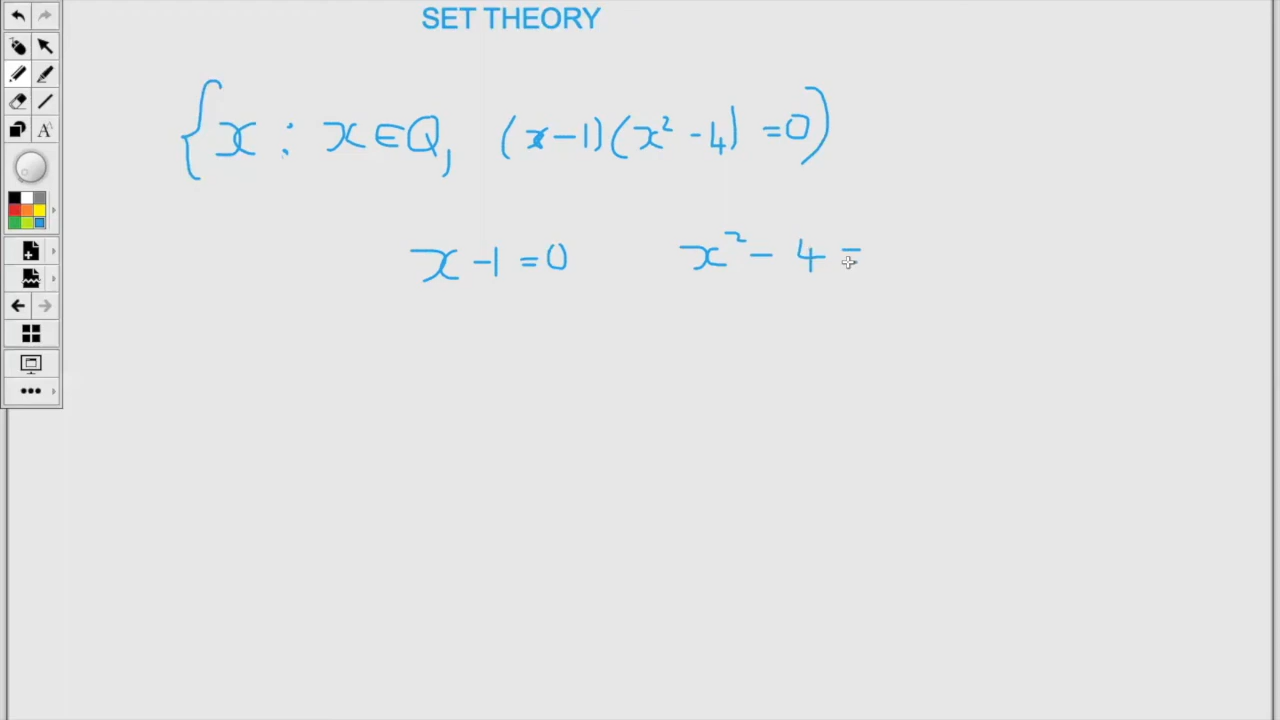 SET THEORY
{x : x ∈ Q, (x - 1)(x² - 4) = 0)
x - 1 = 0 x² - 4 =